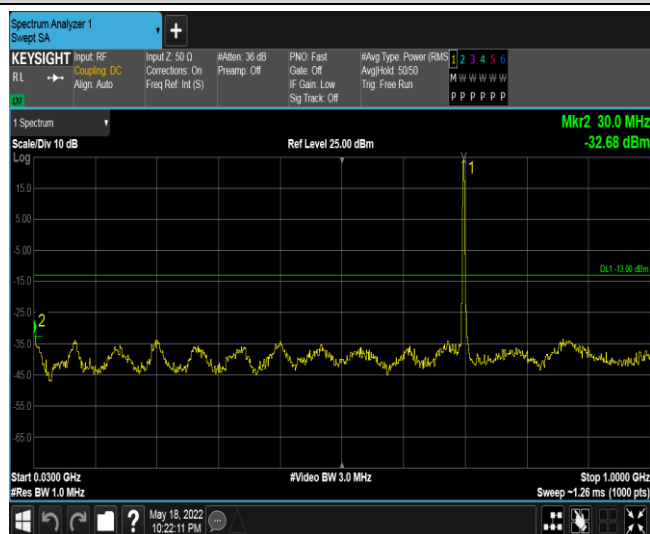 Spectrum Analyzer 1
Swept SA
+
KEYSIGHT
RL
LXI
Input: RF
Coupling: DC
Align: Auto
Input Z: 50 Ω
Corrections: On
Freq Ref: Int (S)
#Atten: 36 dB
Preamp: Off
PNO: Fast
Gate: Off
IF Gain: Low
Sig Track: Off
#Avg Type: Power (RMS
Avg|Hold: 50/50
Trig: Free Run
1 2 3 4 5 6
M W W W W W
P P P P P P
1 Spectrum
Mkr2 30.0 MHz
Scale/Div 10 dB
Ref Level 25.00 dBm
-32.68 dBm
Log
1
15.0
5.00
-5.00
DL1 -13.00 dBm
-15.0
-25.0
2
-35.0
-45.0
-55.0
-65.0
Start 0.0300 GHz
#Video BW 3.0 MHz
Stop 1.0000 GHz
#Res BW 1.0 MHz
Sweep ~1.26 ms (1000 pts)
?
May 18, 2022
10:22:11 PM